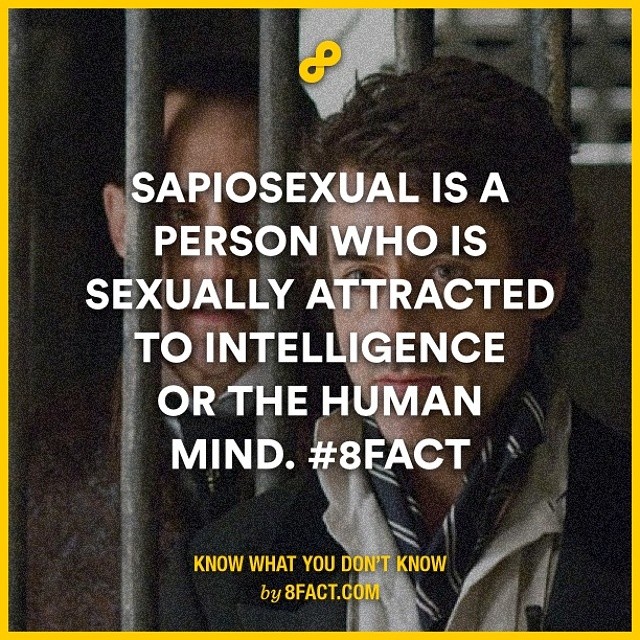 SAPIOSEXUAL IS A
PERSON WHO IS
SEXUALLY ATTRACTED
TO INTELLIGENCE
OR THE HUMAN
MIND. #8FACT
KNOW WHAT YOU DON'T KNOW
by 8FACT.COM